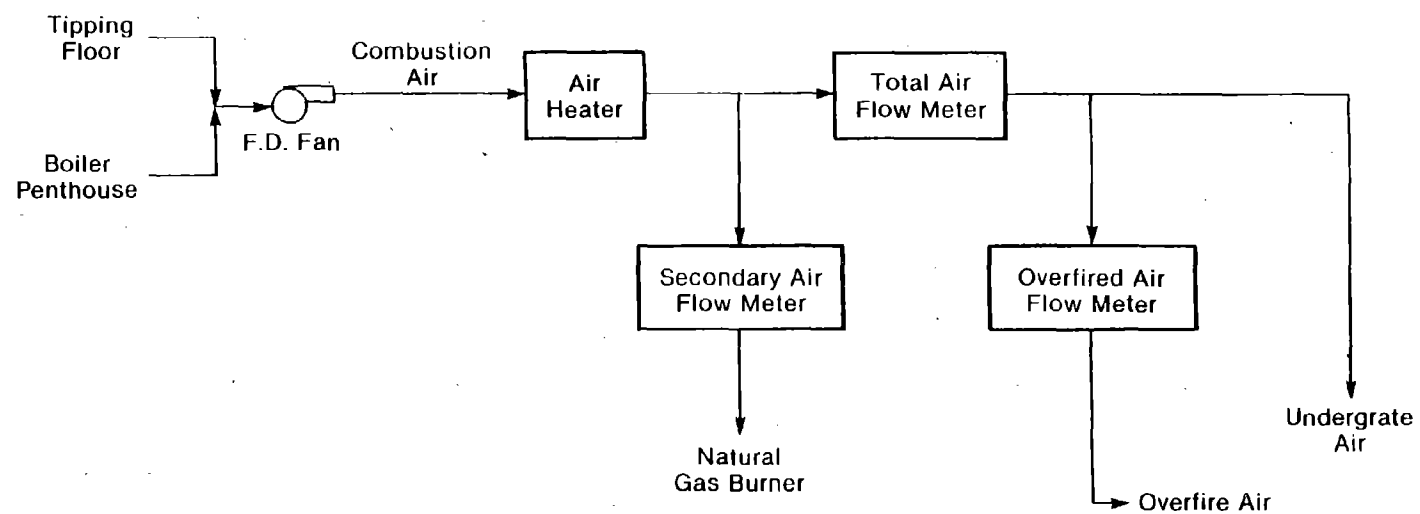 Tipping
Floor
Combustion
Air
Air
Heater
Total Air
Flow Meter
F.D. Fan
Boiler
Penthouse
Secondary Air
Flow Meter
Overfired Air
Flow Meter
Undergrate
Air
Natural
Gas Burner
Overfire Air